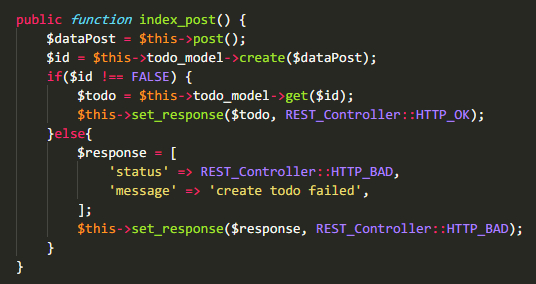 public function index_post() {
    $dataPost = $this->post();
    $id = $this->todo_model->create($dataPost);
    if($id !== FALSE) {
        $todo = $this->todo_model->get($id);
        $this->set_response($todo, REST_Controller::HTTP_OK);
    }else{
        $response = [
            'status' => REST_Controller::HTTP_BAD,
            'message' => 'create todo failed',
        ];
        $this->set_response($response, REST_Controller::HTTP_BAD);
    }
}